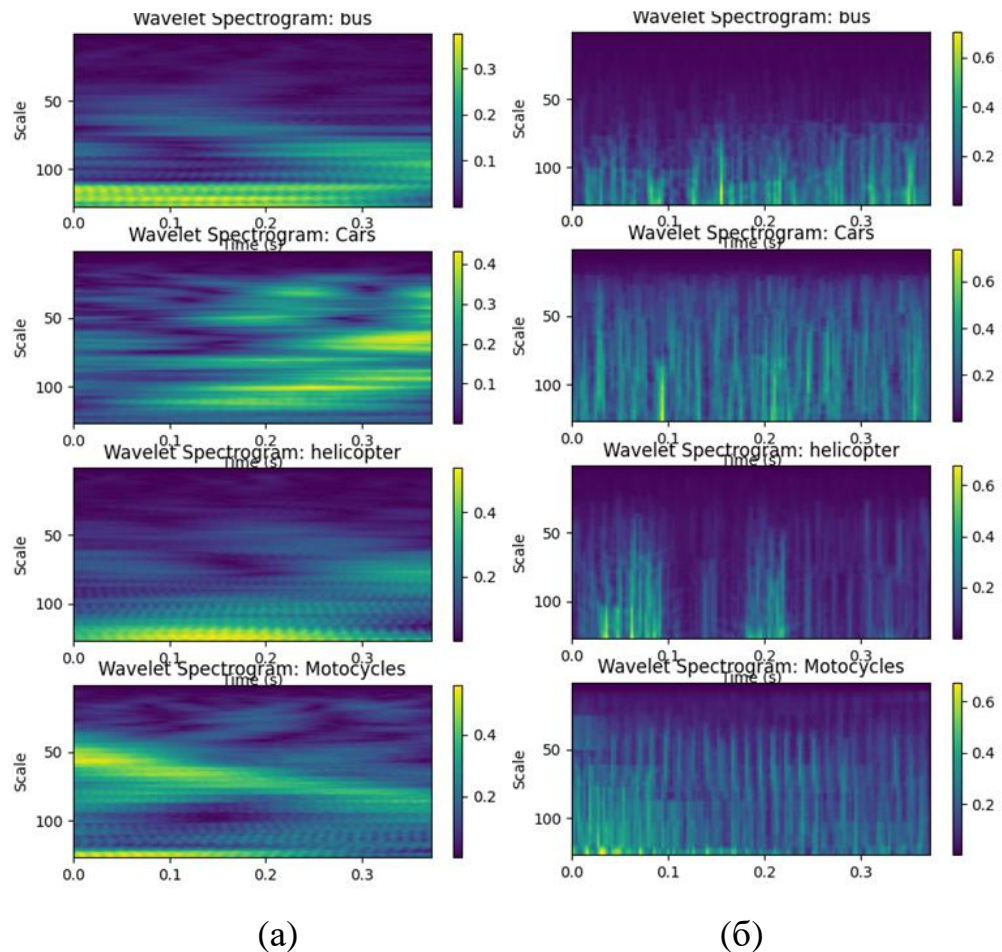 Wavelet Spectrogram: bus
0.3
0.2
0.1
Scale
50
100
0.0 0.1 0.2 0.3
Time (s)
Wavelet Spectrogram: Cars
0.4
0.3
0.2
0.1
Scale
50
100
0.0 0.1 0.2 0.3
Time (s)
Wavelet Spectrogram: helicopter
0.4
0.2
Scale
50
100
0.0 0.1 0.2 0.3
Time (s)
Wavelet Spectrogram: Motocycles
0.4
0.2
Scale
50
100
0.0 0.1 0.2 0.3
(а)
Wavelet Spectrogram: bus
0.6
0.4
0.2
Scale
50
100
0.0 0.1 0.2 0.3
Time (s)
Wavelet Spectrogram: Cars
0.6
0.4
0.2
Scale
50
100
0.0 0.1 0.2 0.3
Time (s)
Wavelet Spectrogram: helicopter
0.6
0.4
0.2
Scale
50
100
0.0 0.1 0.2 0.3
Time (s)
Wavelet Spectrogram: Motocycles
0.6
0.4
0.2
Scale
50
100
0.0 0.1 0.2 0.3
(б)